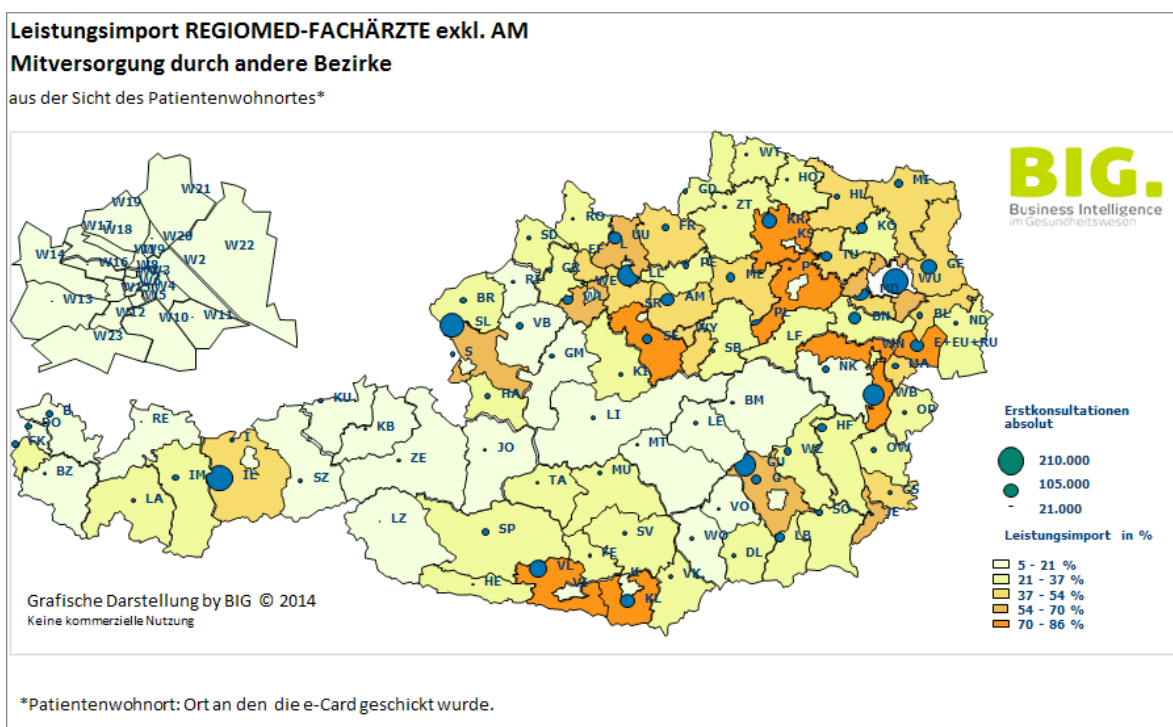 Leistungsimport REGIOMED-FACHÄRZTE exkl. AM
Mitversorgung durch andere Bezirke
aus der Sicht des Patientenwohnortes*
BIG.
Business Intelligence
im Gesundheitswesen
W21
W19
W17
W18
W20
W22
W14
W16
W2
W13
W12
W10
W11
W23
WT
HO
GD
ZT
HL
MI
RO
SD
UU
FR
KR
KS
KO
GR
LL
PE
ME
TU
GE
WU
RI
WE
WL
BR
SL
VB
SR
AM
P
MD
PL
BN
BL
ND
E+EU+RU
S
GM
SE
WY
SB
LF
WN
NK
MA
WB
KI
HA
OP
KU
KB
LI
LE
BM
HF
B
DO
RE
FK
BZ
I
IL
IM
LA
SZ
ZE
JO
MT
MU
TA
GU
G
WZ
OW
GS
JE
LZ
SP
SV
VO
WO
SO
LB
DL
FE
HE
VL
VI
K
KL
VK
Erstkonsultationen
absolut
210.000
105.000
21.000
Leistungsimport in %
5 - 21 %
21 - 37 %
37 - 54 %
54 - 70 %
70 - 86 %
Grafische Darstellung by BIG © 2014
Keine kommerzielle Nutzung
*Patientenwohnort: Ort an den die e-Card geschickt wurde.